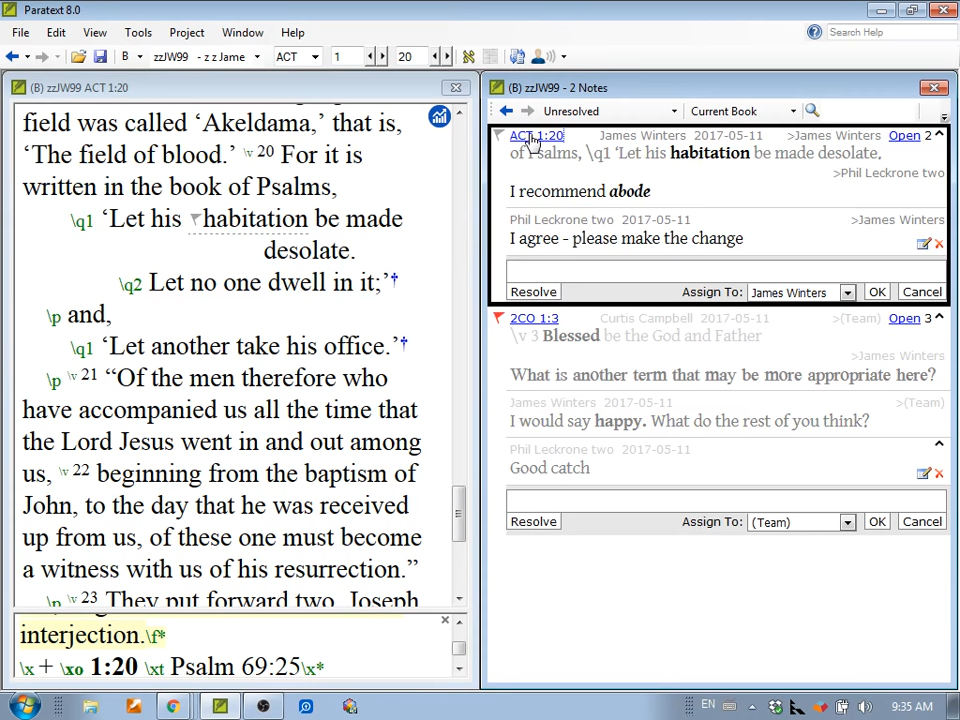 Paratext 8.0
File Edit View Tools Project Window Help
Search Help
B zzJW99 - z z Jame ACT 1 20
(B) zzJW99 ACT 1:20
field was called ‘Akeldama,’ that is,
‘The field of blood.’ \v 20 For it is
written in the book of Psalms,
\q1 ‘Let his habitation be made
desolate.
\q2 Let no one dwell in it;’†
\p and,
\q1 ‘Let another take his office.’†
\p \v 21 “Of the men therefore who
have accompanied us all the time that
the Lord Jesus went in and out among
us, \v 22 beginning from the baptism of
John, to the day that he was received
up from us, of these one must become
a witness with us of his resurrection.”
\p \v 23 They put forward two, Joseph
interjection.\f*
\x + \xo 1:20 \xt Psalm 69:25\x*
(B) zzJW99 - 2 Notes
Unresolved Current Book
ACT 1:20 James Winters 2017-05-11 >James Winters Open 2
of Psalms, \q1 ‘Let his habitation be made desolate.
>Phil Leckrone two
I recommend abode
Phil Leckrone two 2017-05-11 >James Winters
I agree - please make the change
Resolve Assign To: James Winters OK Cancel
2CO 1:3 Curtis Campbell 2017-05-11 >(Team) Open 3
\v 3 Blessed be the God and Father
>James Winters
What is another term that may be more appropriate here?
James Winters 2017-05-11 >(Team)
I would say happy. What do the rest of you think?
Phil Leckrone two 2017-05-11
Good catch
Resolve Assign To: (Team) OK Cancel
EN 9:35 AM